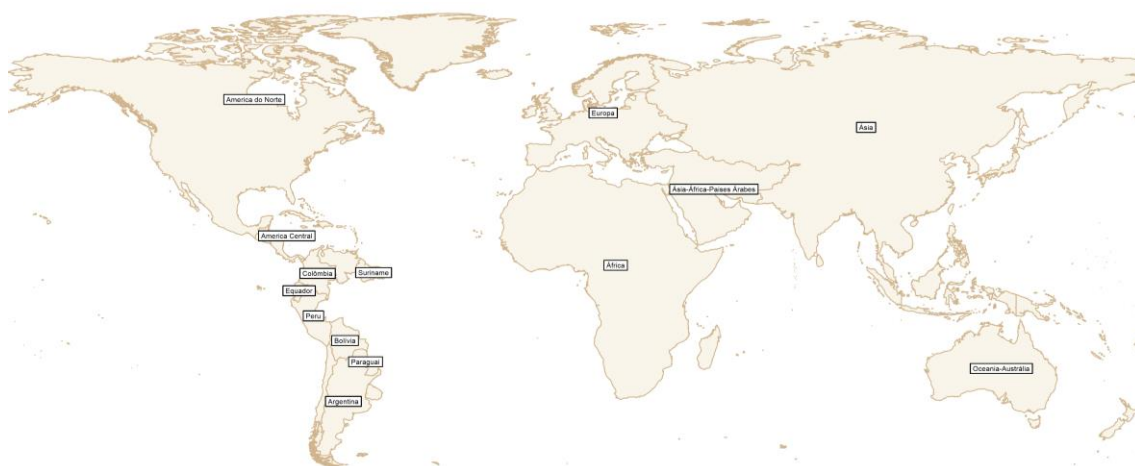 America do Norte
Europa
Ásia
Ásia-África-Países Árabes
America Central
África
Colômbia
Suriname
Equador
Peru
Bolívia
Paraguai
Oceania-Austrália
Argentina